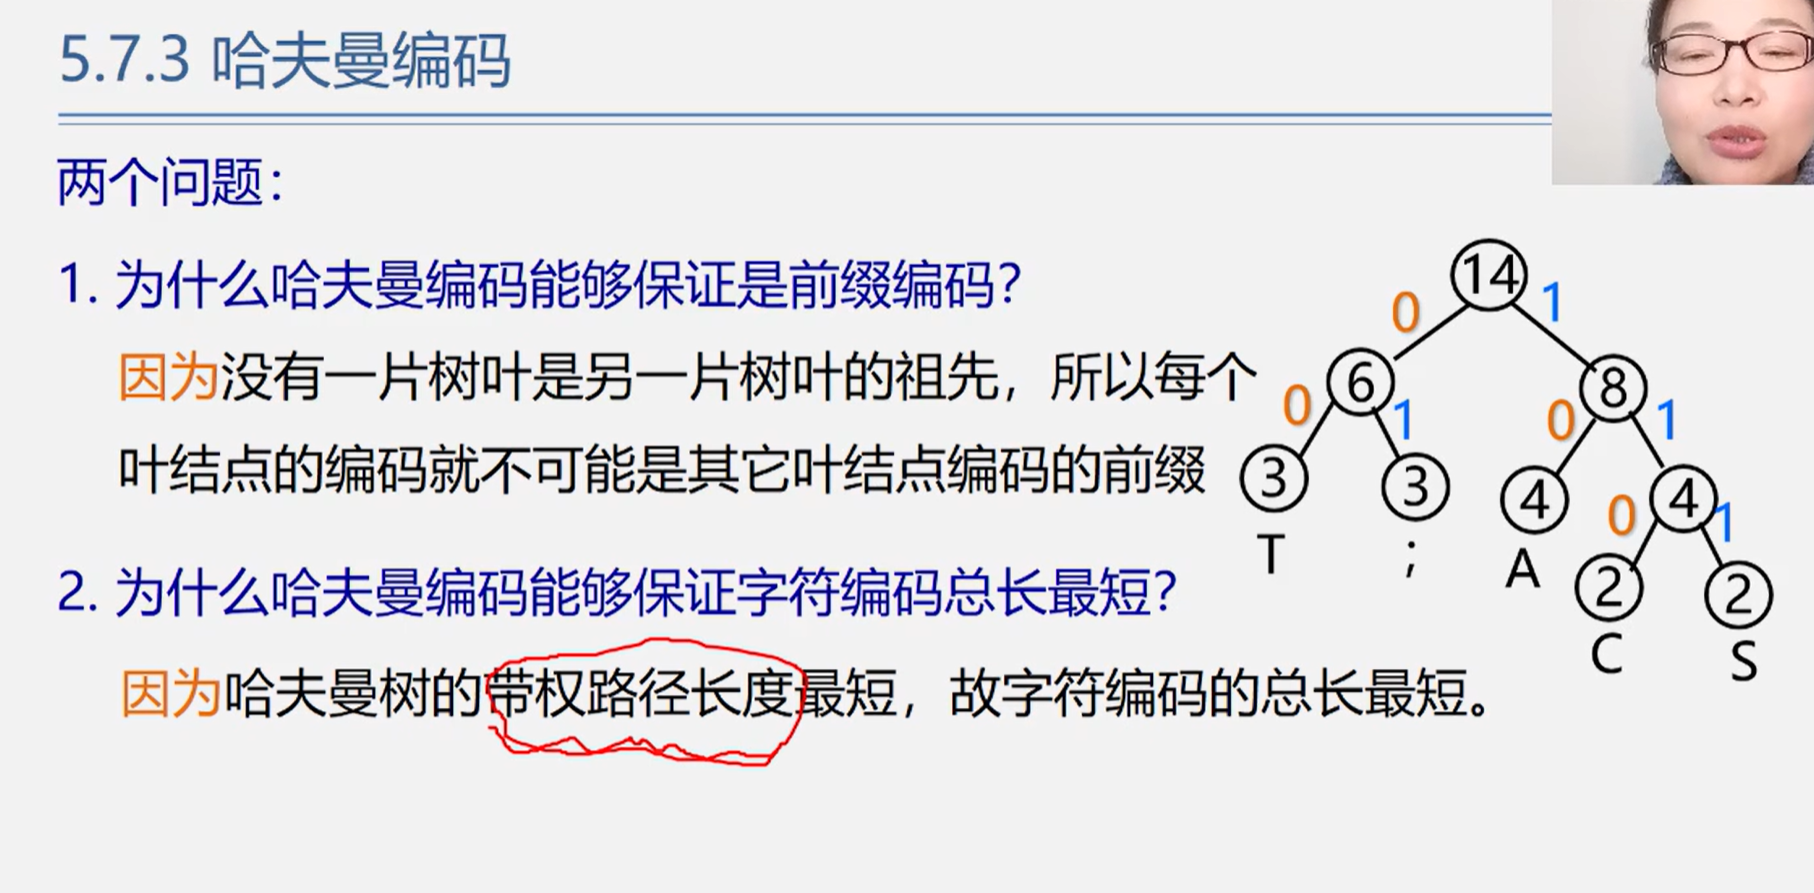 5.7.3 哈夫曼编码
两个问题：
1. 为什么哈夫曼编码能够保证是前缀编码？
因为没有一片树叶是另一片树叶的祖先，所以每个
叶结点的编码就不可能是其它叶结点编码的前缀
2. 为什么哈夫曼编码能够保证字符编码总长最短？
因为哈夫曼树的带权路径长度最短，故字符编码的总长最短。
14
0 1
6 8
0 1 0 1
3 3 4 4
T ; A 0 1
2 2
C S